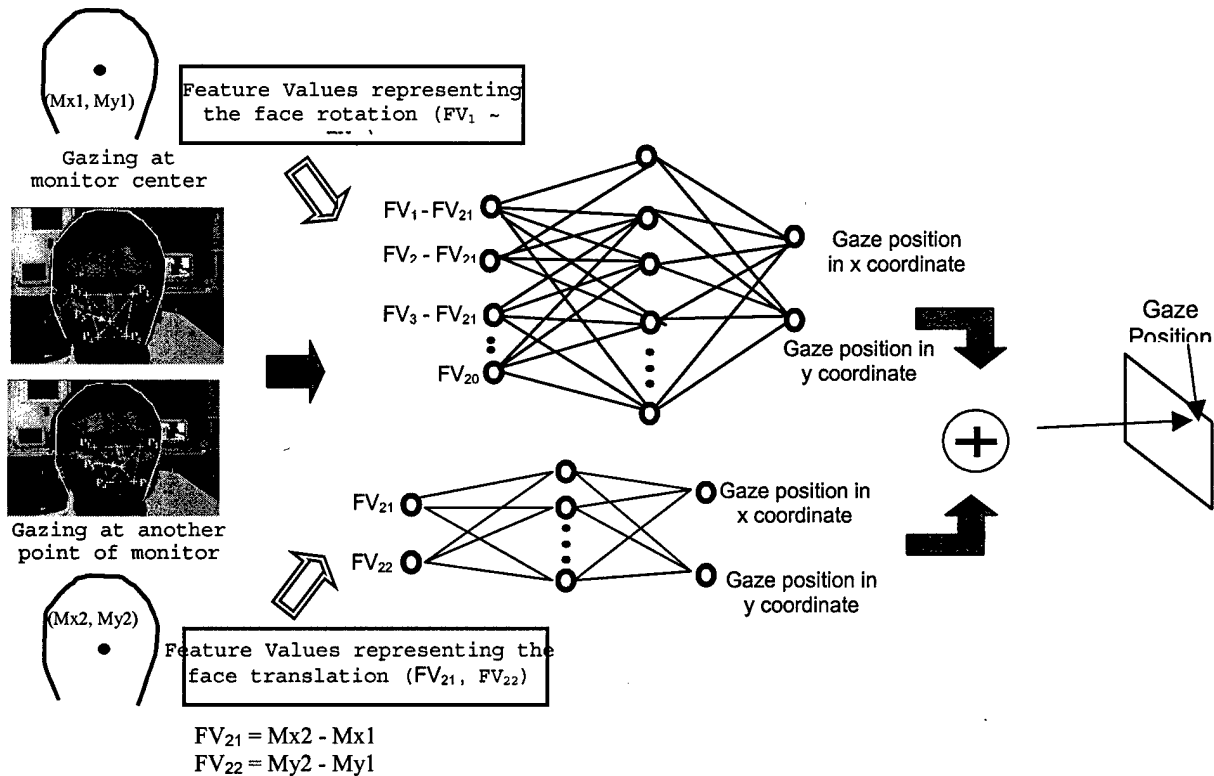 (Mx1, My1)
Gazing at
monitor center
Feature Values representing
the face rotation (FV₁ ~
FV₁ - FV₂₁
FV₂ - FV₂₁
FV₃ - FV₂₁
FV₂₀
Gaze position
in x coordinate
Gaze position in
y coordinate
Gaze
Position
P₁
P₂
Gazing at another
point of monitor
(Mx2, My2)
FV₂₁
FV₂₂
Gaze position in
x coordinate
Gaze position in
y coordinate
Feature Values representing the
face translation (FV₂₁, FV₂₂)
FV₂₁ = Mx2 - Mx1
FV₂₂ = My2 - My1